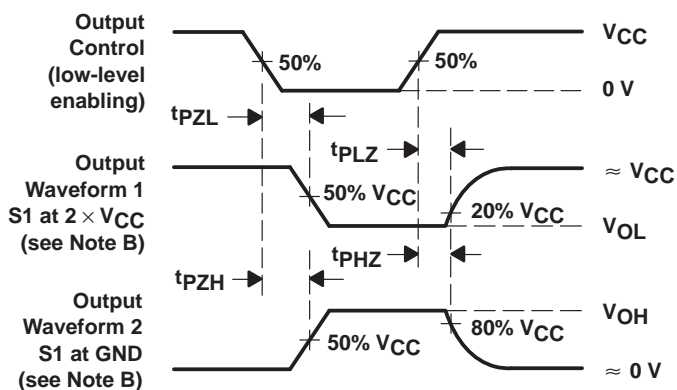 Output
Control
(low-level
enabling)
50%
50%
VCC
0 V
tPZL
tPLZ
Output
Waveform 1
S1 at 2 × VCC
(see Note B)
50% VCC
20% VCC
≈ VCC
VOL
tPZH
tPHZ
Output
Waveform 2
S1 at GND
(see Note B)
50% VCC
80% VCC
VOH
≈ 0 V